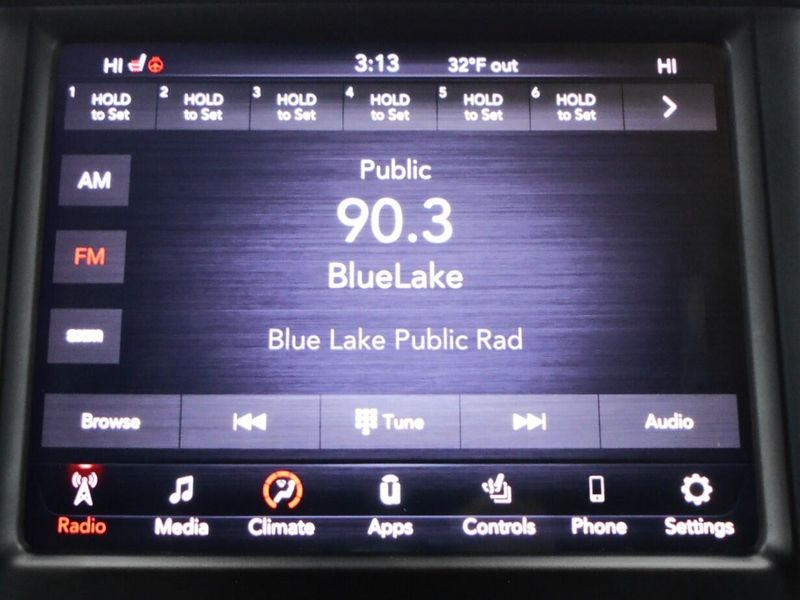 HI 3:13 32°F out HI
1 HOLD to Set 2 HOLD to Set 3 HOLD to Set 4 HOLD to Set 5 HOLD to Set 6 HOLD to Set
AM
FM
Public
90.3
BlueLake
Blue Lake Public Rad
Browse Tune Audio
Radio Media Climate Apps Controls Phone Settings